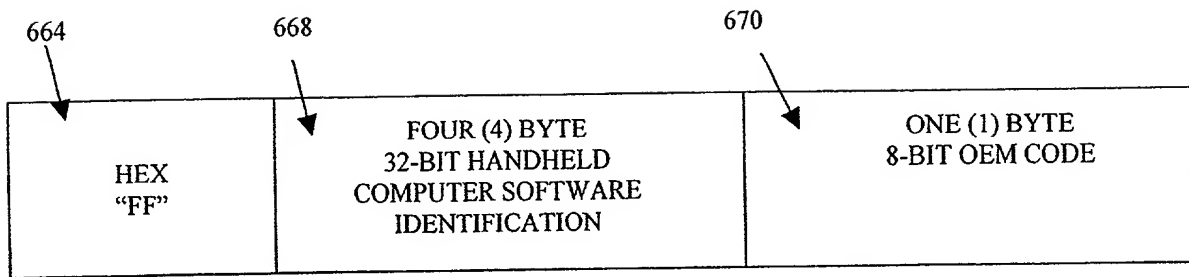 664
668
670
HEX
“FF”
FOUR (4) BYTE
32-BIT HANDHELD
COMPUTER SOFTWARE
IDENTIFICATION
ONE (1) BYTE
8-BIT OEM CODE